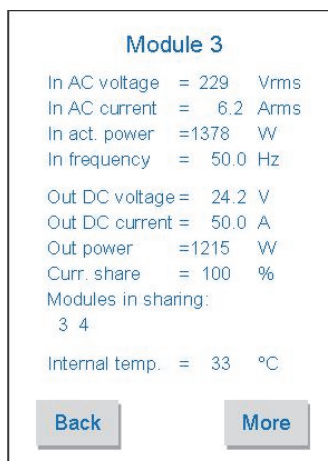 Module 3
In AC voltage = 229 Vrms
In AC current = 6.2 Arms
In act. power =1378 W
In frequency = 50.0 Hz
Out DC voltage = 24.2 V
Out DC current = 50.0 A
Out power =1215 W
Curr. share = 100 %
Modules in sharing:
3 4
Internal temp. = 33 °C
Back More